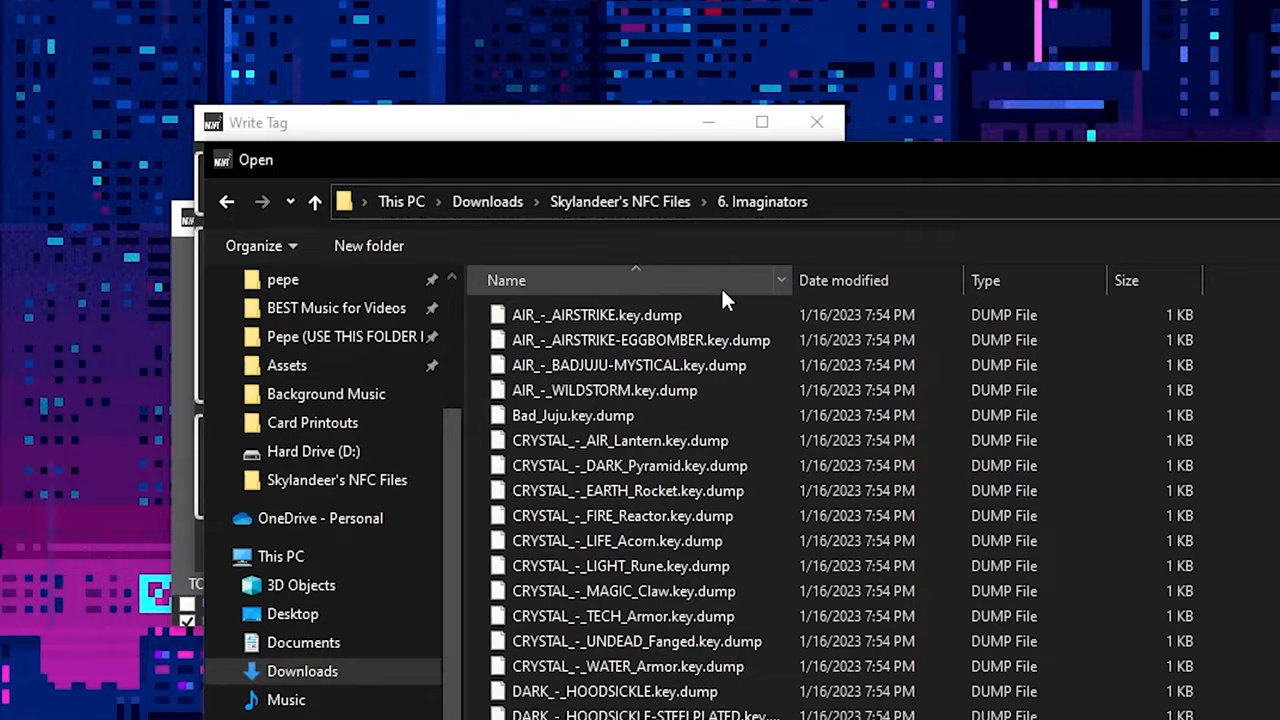 Write Tag
Open
This PC > Downloads > Skylandeer's NFC Files > 6. Imaginators
Organize New folder
Name Date modified Type Size
pepe
BEST Music for Videos
Pepe (USE THIS FOLDER
Assets
Background Music
Card Printouts
Hard Drive (D:)
Skylandeer's NFC Files
OneDrive - Personal
This PC
3D Objects
Desktop
Documents
Downloads
Music
AIR_-_AIRSTRIKE.key.dump 1/16/2023 7:54 PM DUMP File 1 KB
AIR_-_AIRSTRIKE-EGGBOMBER.key.dump 1/16/2023 7:54 PM DUMP File 1 KB
AIR_-_BADJUJU-MYSTICAL.key.dump 1/16/2023 7:54 PM DUMP File 1 KB
AIR_-_WILDSTORM.key.dump 1/16/2023 7:54 PM DUMP File 1 KB
Bad_Juju.key.dump 1/16/2023 7:54 PM DUMP File 1 KB
CRYSTAL_-_AIR_Lantern.key.dump 1/16/2023 7:54 PM DUMP File 1 KB
CRYSTAL_-_DARK_Pyramid.key.dump 1/16/2023 7:54 PM DUMP File 1 KB
CRYSTAL_-_EARTH_Rocket.key.dump 1/16/2023 7:54 PM DUMP File 1 KB
CRYSTAL_-_FIRE_Reactor.key.dump 1/16/2023 7:54 PM DUMP File 1 KB
CRYSTAL_-_LIFE_Acorn.key.dump 1/16/2023 7:54 PM DUMP File 1 KB
CRYSTAL_-_LIGHT_Rune.key.dump 1/16/2023 7:54 PM DUMP File 1 KB
CRYSTAL_-_MAGIC_Claw.key.dump 1/16/2023 7:54 PM DUMP File 1 KB
CRYSTAL_-_TECH_Armor.key.dump 1/16/2023 7:54 PM DUMP File 1 KB
CRYSTAL_-_UNDEAD_Fanged.key.dump 1/16/2023 7:54 PM DUMP File 1 KB
CRYSTAL_-_WATER_Armor.key.dump 1/16/2023 7:54 PM DUMP File 1 KB
DARK_-_HOODSICKLE.key.dump 1/16/2023 7:54 PM DUMP File 1 KB
DARK_-_HOODSICKLE-STEELPLATED.key.... 1/16/2023 7:54 PM DUMP File 1 KB